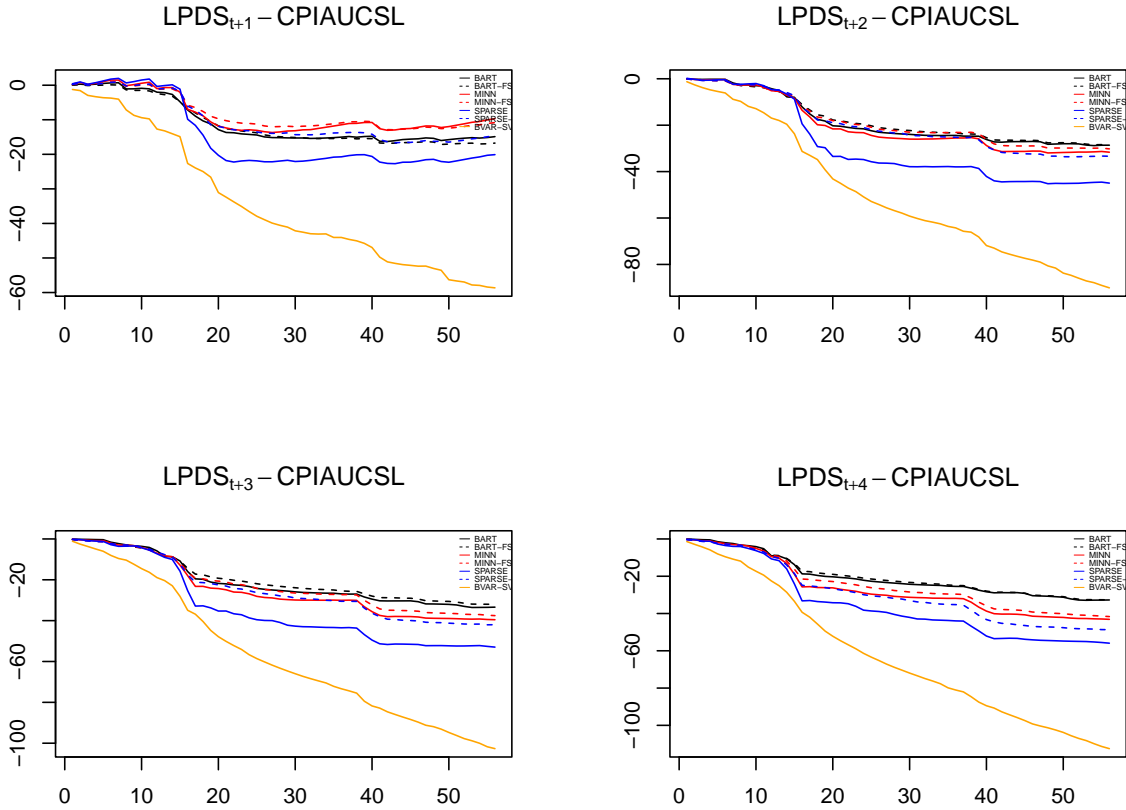 LPDSt+1 – CPIAUCSL
BART
BART-FS
MINN
MINN-FS
SPARSE
SPARSE-
BVAR-SV
0
-20
-40
-60
0 10 20 30 40 50
LPDSt+2 – CPIAUCSL
BART
BART-FS
MINN
MINN-FS
SPARSE
SPARSE-
BVAR-SV
0
-40
-80
0 10 20 30 40 50
LPDSt+3 – CPIAUCSL
BART
BART-FS
MINN
MINN-FS
SPARSE
SPARSE-
BVAR-SV
-20
-60
-100
0 10 20 30 40 50
LPDSt+4 – CPIAUCSL
BART
BART-FS
MINN
MINN-FS
SPARSE
SPARSE-
BVAR-SV
-20
-60
-100
0 10 20 30 40 50